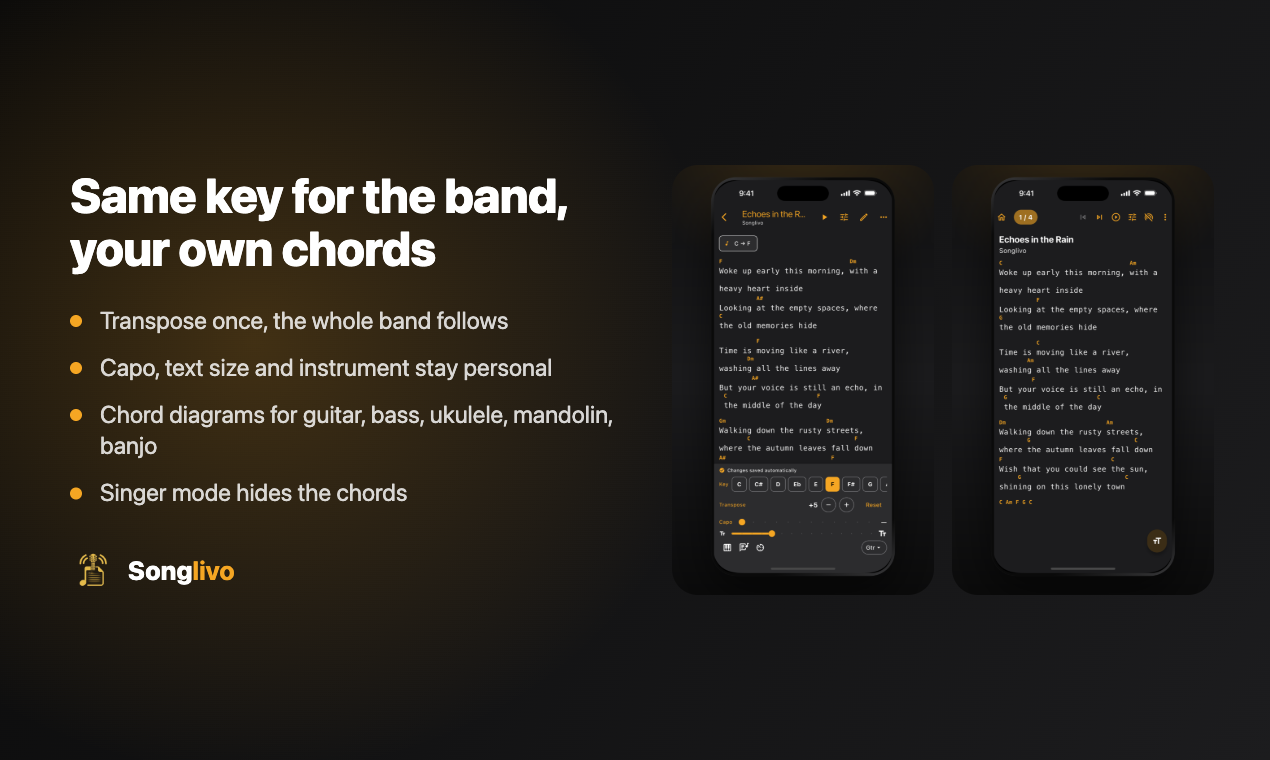 Same key for the band,
your own chords
Transpose once, the whole band follows
Capo, text size and instrument stay personal
Chord diagrams for guitar, bass, ukulele, mandolin,
banjo
Singer mode hides the chords
Songlivo
9:41
Echoes in the R...
Songlivo
C → F
F Dm
Woke up early this morning, with a
heavy heart inside
A#
Looking at the empty spaces, where
C
the old memories hide
F
Time is moving like a river,
Dm
washing all the lines away
A#
But your voice is still an echo, in
C F
the middle of the day
Gm Dm
Walking down the rusty streets,
C F
where the autumn leaves fall down
A# F
Changes saved automatically
Key C C# D Eb E F F# G
Transpose +5 − + Reset
Capo —
Tr Tr
Gtr
9:41
1 / 4
Echoes in the Rain
Songlivo
C Am
Woke up early this morning, with a
heavy heart inside
F
Looking at the empty spaces, where
G
the old memories hide
C
Time is moving like a river,
Am
washing all the lines away
F
But your voice is still an echo, in
G C
the middle of the day
Dm Am
Walking down the rusty streets,
G C
where the autumn leaves fall down
F C
Wish that you could see the sun,
G C
shining on this lonely town
C Am F G C
TT